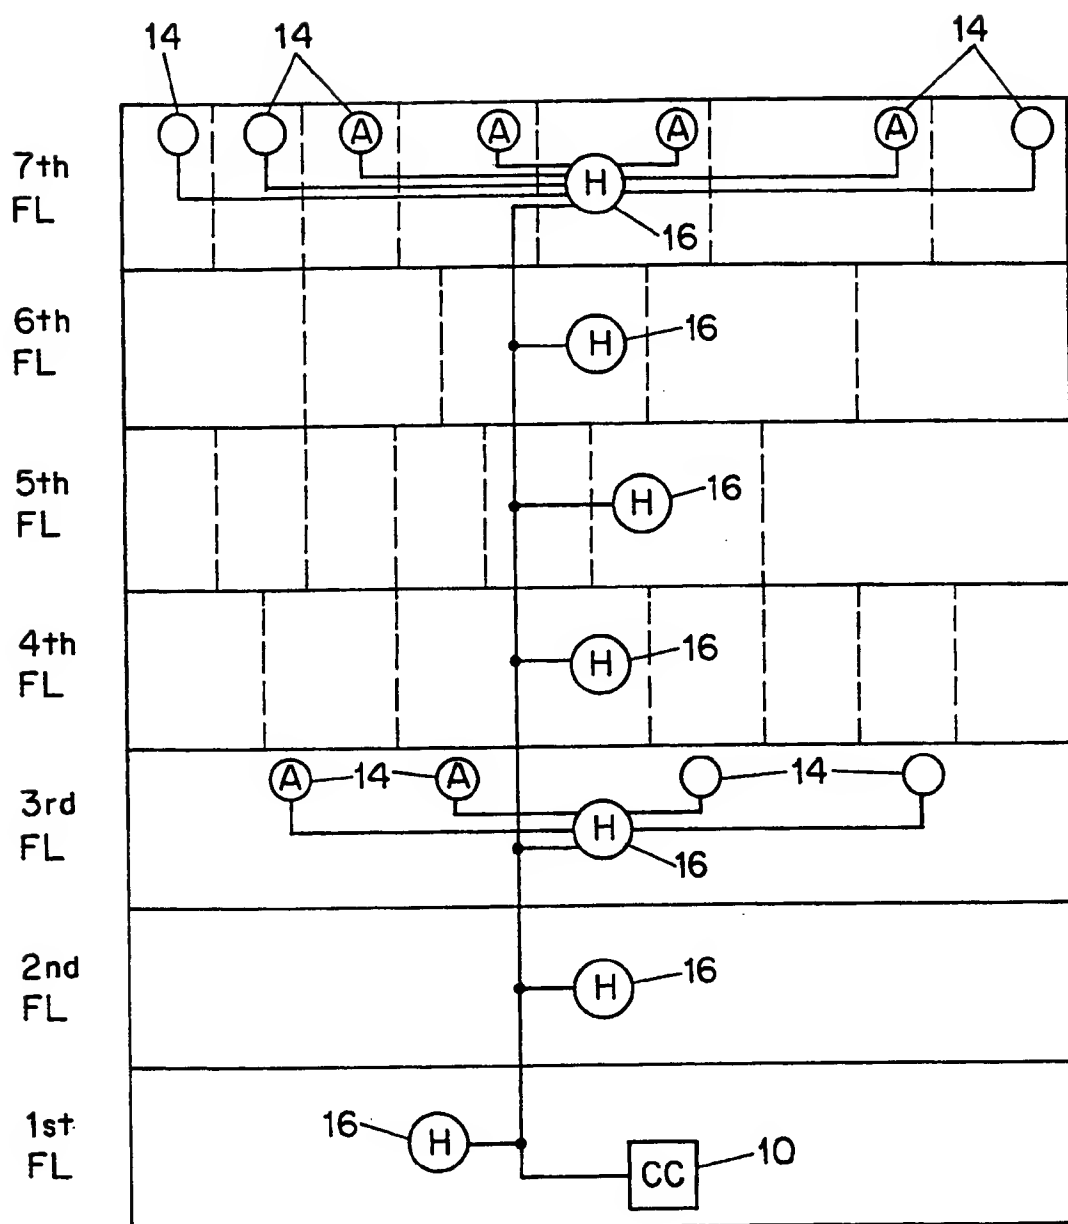 14 14 14
A A A A
7th
FL
H
16
6th
FL
H 16
5th
FL
H 16
4th
FL
H 16
A 14 A 14
3rd
FL
H
16
2nd
FL
H 16
1st
FL
16 H
CC 10